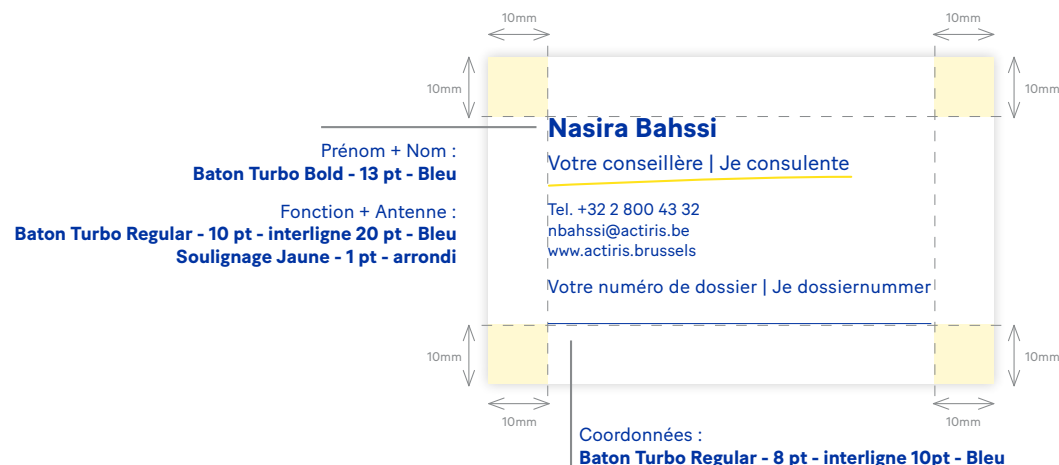 10mm
10mm
10mm
10mm
Nasira Bahssi
Votre conseillère | Je consulente
Tel. +32 2 800 43 32
nbahssi@actiris.be
www.actiris.brussels
Votre numéro de dossier | Je dossiernummer
Prénom + Nom :
Baton Turbo Bold - 13 pt - Bleu
Fonction + Antenne :
Baton Turbo Regular - 10 pt - interligne 20 pt - Bleu
Soulignage Jaune - 1 pt - arrondi
10mm
10mm
10mm
10mm
Coordonnées :
Baton Turbo Regular - 8 pt - interligne 10pt - Bleu